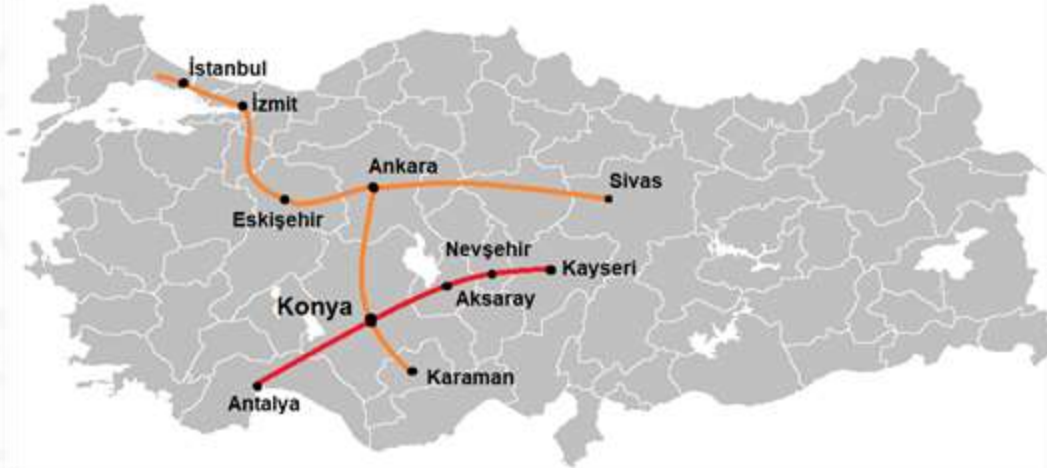 İstanbul
İzmit
Ankara
Sivas
Eskişehir
Nevşehir
Kayseri
Aksaray
Konya
Karaman
Antalya